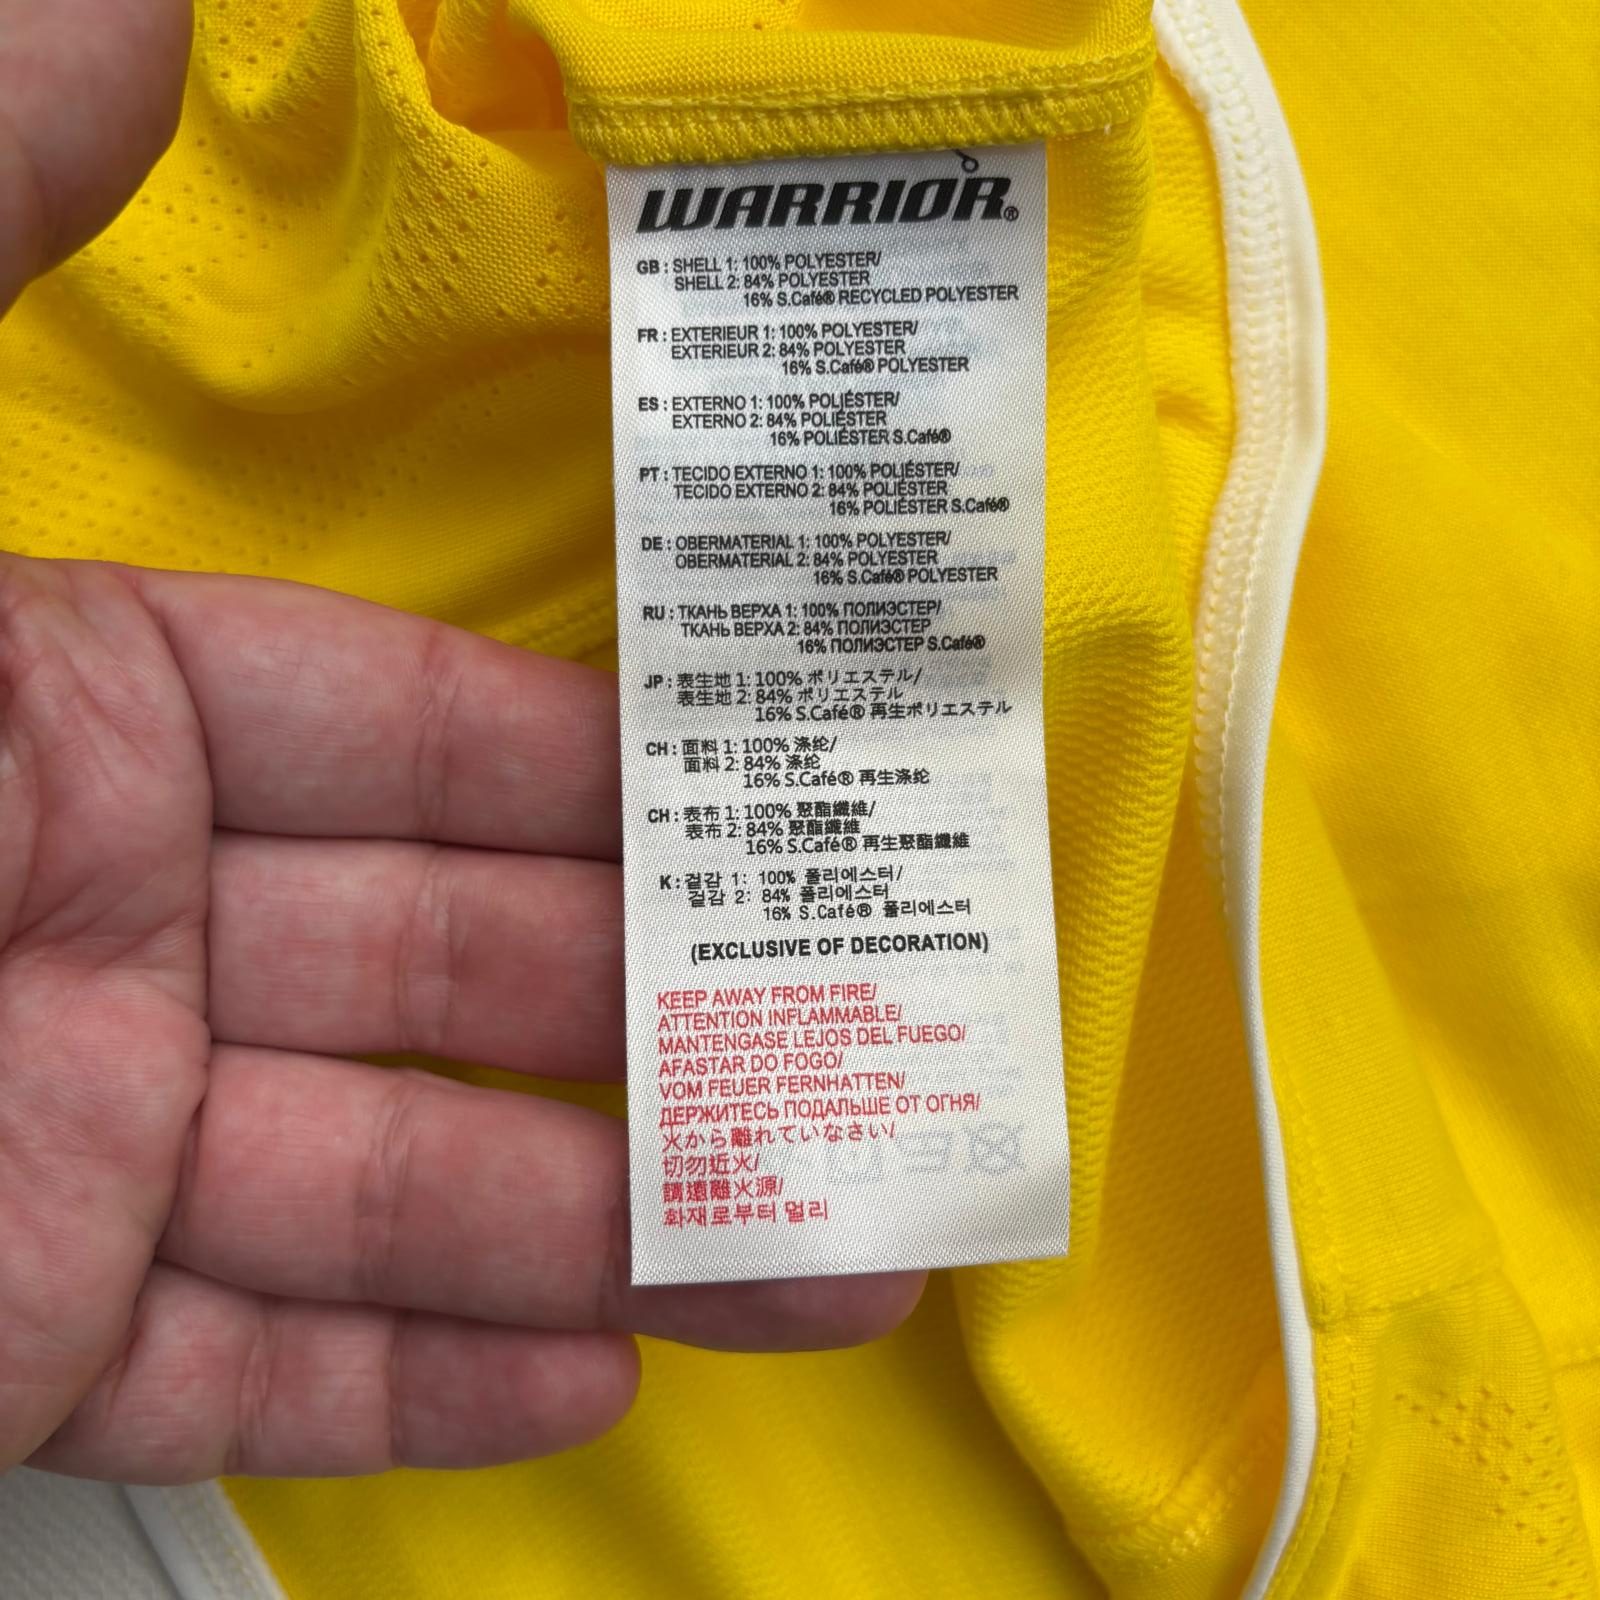 WARRIOR®
GB : SHELL 1: 100% POLYESTER/
SHELL 2: 84% POLYESTER
16% S.Café® RECYCLED POLYESTER
FR : EXTERIEUR 1: 100% POLYESTER/
EXTERIEUR 2: 84% POLYESTER
16% S.Café® POLYESTER
ES : EXTERNO 1: 100% POLIÉSTER/
EXTERNO 2: 84% POLIÉSTER
16% POLIÉSTER S.Café®
PT : TECIDO EXTERNO 1: 100% POLIÉSTER/
TECIDO EXTERNO 2: 84% POLIÉSTER
16% POLIÉSTER S.Café®
DE : OBERMATERIAL 1: 100% POLYESTER/
OBERMATERIAL 2: 84% POLYESTER
16% S.Café® POLYESTER
RU : ТКАНЬ ВЕРХА 1: 100% ПОЛИЭСТЕР/
ТКАНЬ ВЕРХА 2: 84% ПОЛИЭСТЕР
16% ПОЛИЭСТЕР S.Café®
JP : 表生地 1: 100% ポリエステル/
表生地 2: 84% ポリエステル
16% S.Café® 再生ポリエステル
CH : 面料 1: 100% 涤纶/
面料 2: 84% 涤纶
16% S.Café® 再生涤纶
CH : 表布 1: 100% 聚酯纖維/
表布 2: 84% 聚酯纖維
16% S.Café® 再生聚酯纖維
K : 겉감 1: 100% 폴리에스터/
겉감 2: 84% 폴리에스터
16% S.Café® 폴리에스터
(EXCLUSIVE OF DECORATION)
KEEP AWAY FROM FIRE/
ATTENTION INFLAMMABLE/
MANTENGASE LEJOS DEL FUEGO/
AFASTAR DO FOGO/
VOM FEUER FERNHATTEN/
ДЕРЖИТЕСЬ ПОДАЛЬШЕ ОТ ОГНЯ/
火から離れていなさい/
切勿近火/
請遠離火源/
화재로부터 멀리